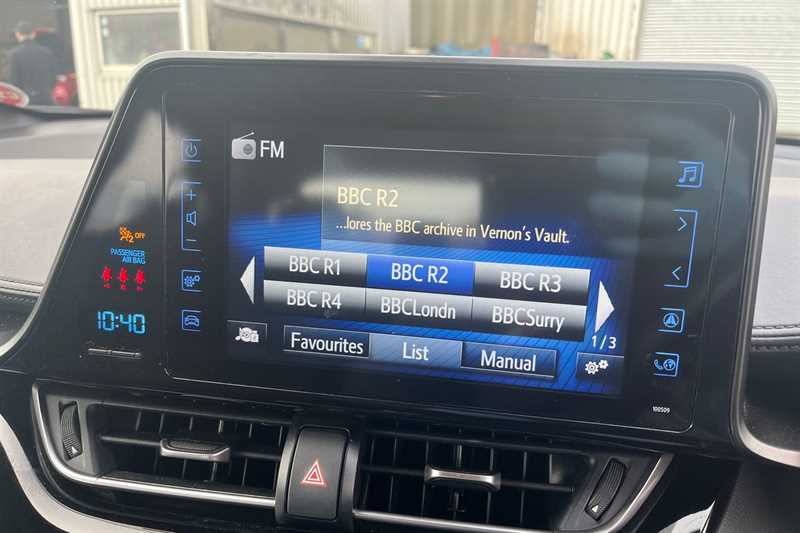 FM
BBC R2
...lores the BBC archive in Vernon's Vault.
BBC R1
BBC R2
BBC R3
BBC R4
BBCLondn
BBCSurry
1/3
Favourites
List
Manual
+
−
2 OFF
PASSENGER
AIR BAG
10:40
100509